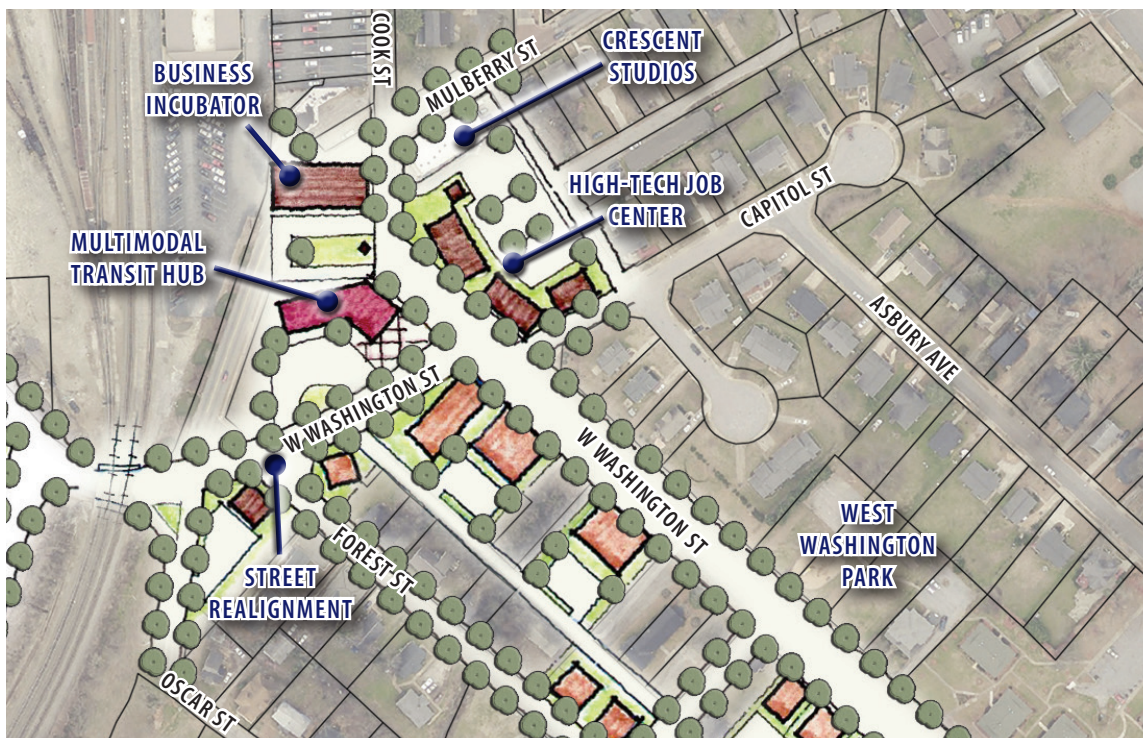 COOK ST
MULBERRY ST
CRESCENT
STUDIOS
BUSINESS
INCUBATOR
HIGH-TECH JOB
CENTER
CAPITOL ST
MULTIMODAL
TRANSIT HUB
ASBURY AVE
W WASHINGTON ST
W WASHINGTON ST
WEST
WASHINGTON
PARK
FOREST ST
STREET
REALIGNMENT
OSCAR ST